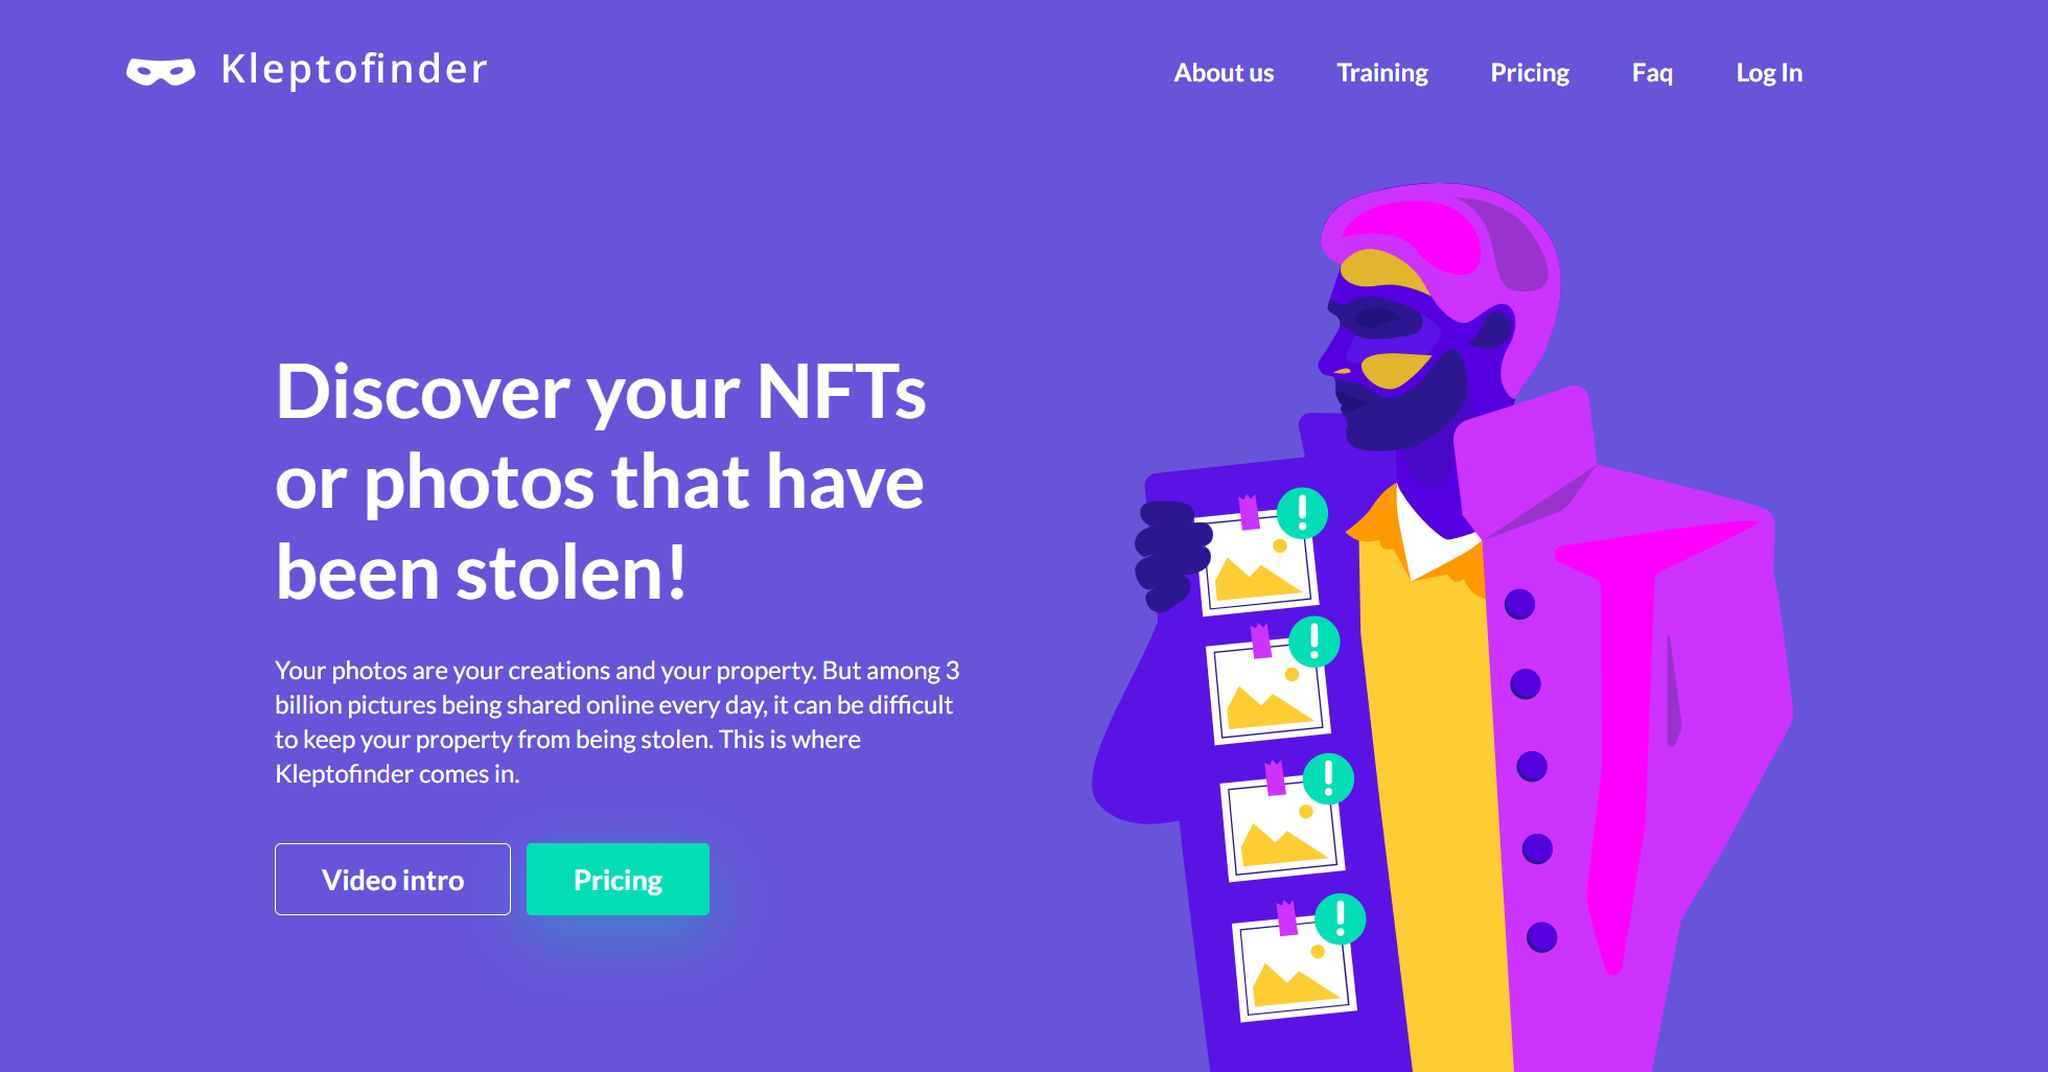 Kleptofinder
About us
Training
Pricing
Faq
Log In
Discover your NFTs
or photos that have
been stolen!
Your photos are your creations and your property. But among 3
billion pictures being shared online every day, it can be difficult
to keep your property from being stolen. This is where
Kleptofinder comes in.
Video intro
Pricing